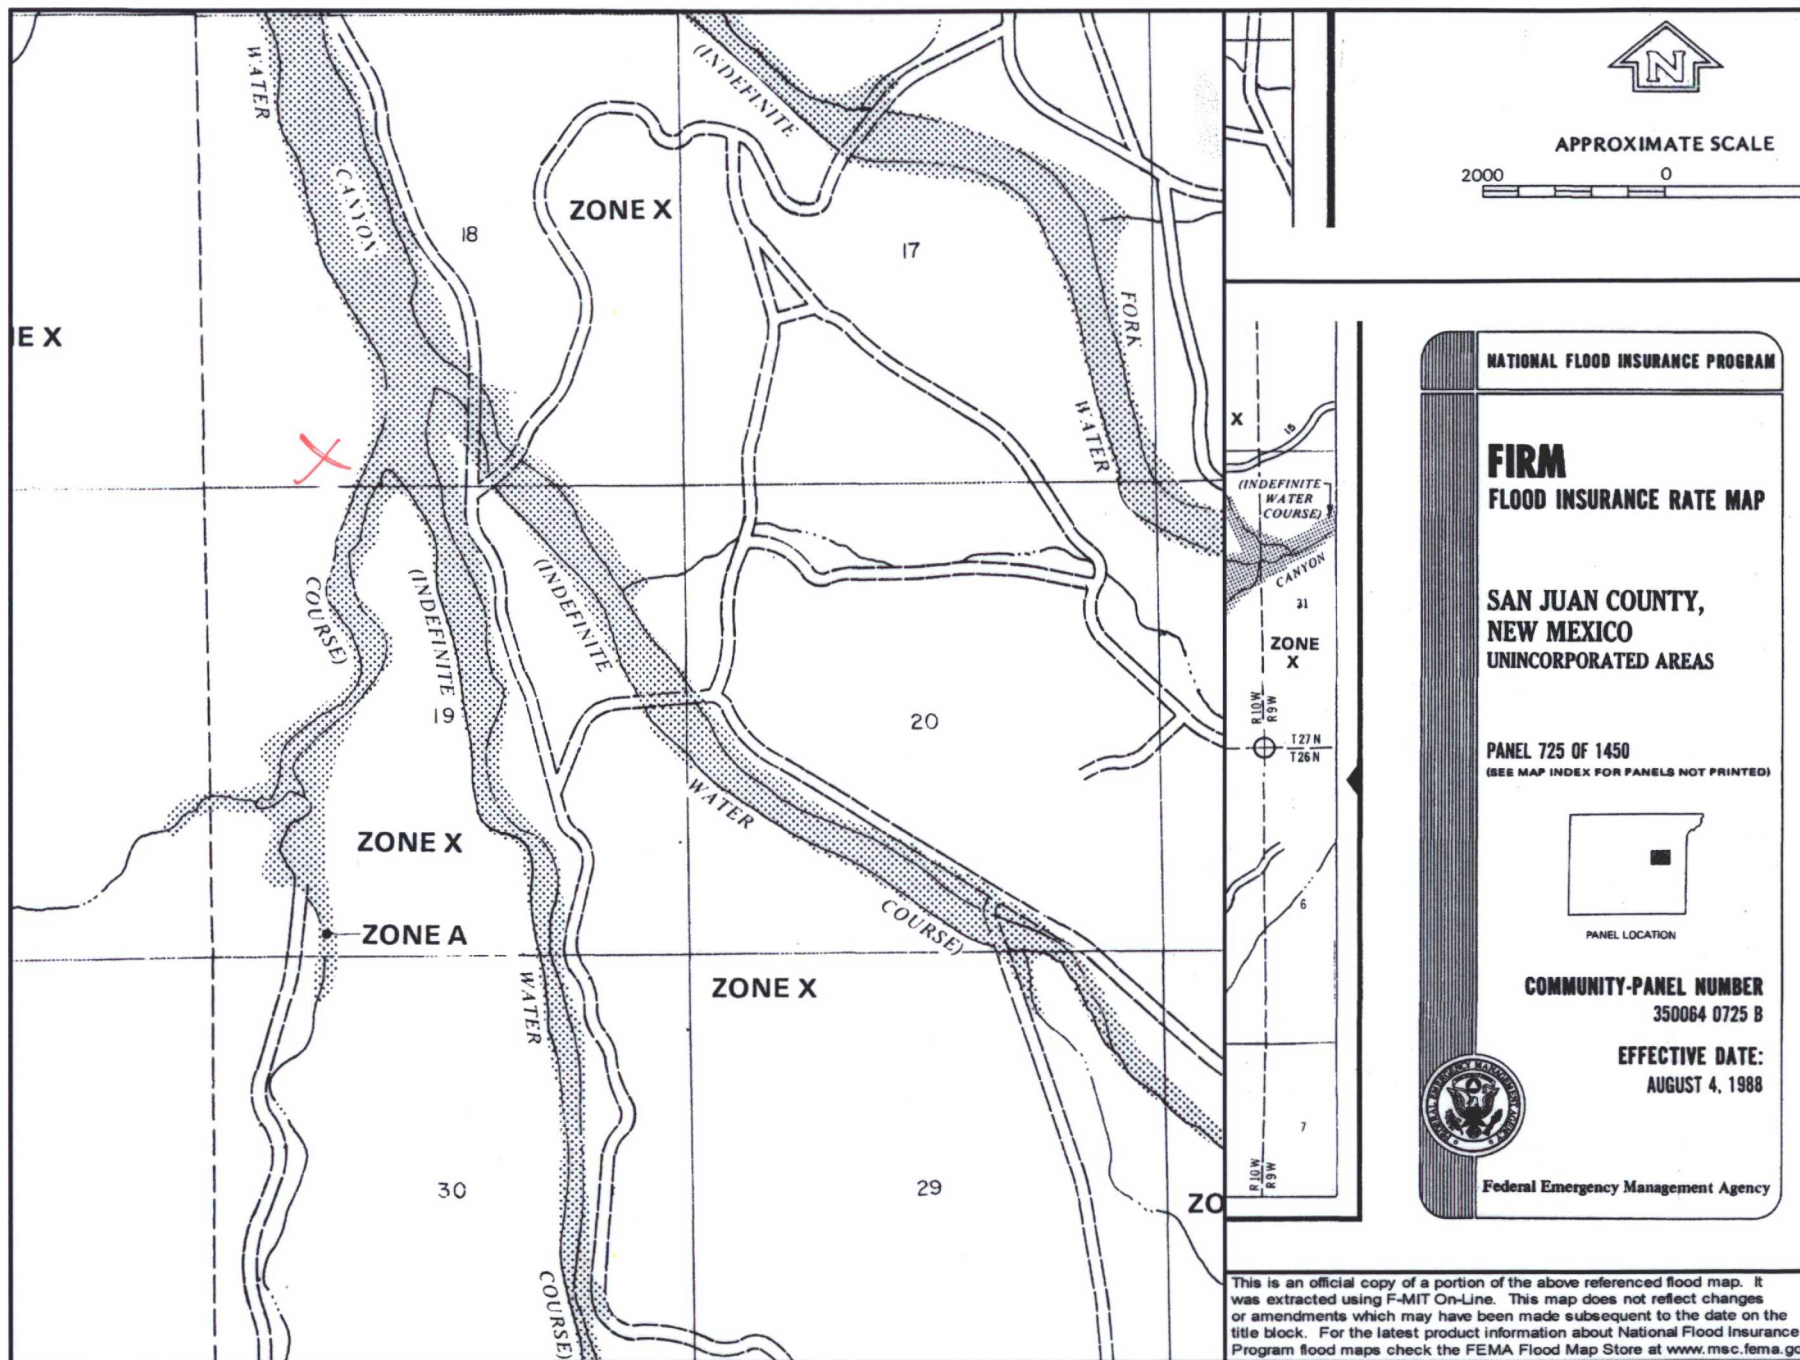 WATER
CANYON
18
(INDEFINITE
ZONE X
17
FORK
WATER
E X
COURSE)
(INDEFINITE
19
(INDEFINITE
20
WATER
COURSE)
ZONE X
ZONE A
ZONE X
WATER
30
29
ZO
COURSE)
N
APPROXIMATE SCALE
2000 0
X
15
(INDEFINITE
WATER
COURSE)
CANYON
31
ZONE
X
R10W
R9W
T27N
T26N
6
7
R10W
R9W
NATIONAL FLOOD INSURANCE PROGRAM
FIRM
FLOOD INSURANCE RATE MAP
SAN JUAN COUNTY,
NEW MEXICO
UNINCORPORATED AREAS
PANEL 725 OF 1450
(SEE MAP INDEX FOR PANELS NOT PRINTED)
PANEL LOCATION
COMMUNITY-PANEL NUMBER
350064 0725 B
EFFECTIVE DATE:
AUGUST 4, 1988
FEDERAL EMERGENCY MANAGEMENT AGENCY
Federal Emergency Management Agency
This is an official copy of a portion of the above referenced flood map. It
was extracted using F-MIT On-Line. This map does not reflect changes
or amendments which may have been made subsequent to the date on the
title block. For the latest product information about National Flood Insurance
Program flood maps check the FEMA Flood Map Store at www.msc.fema.go